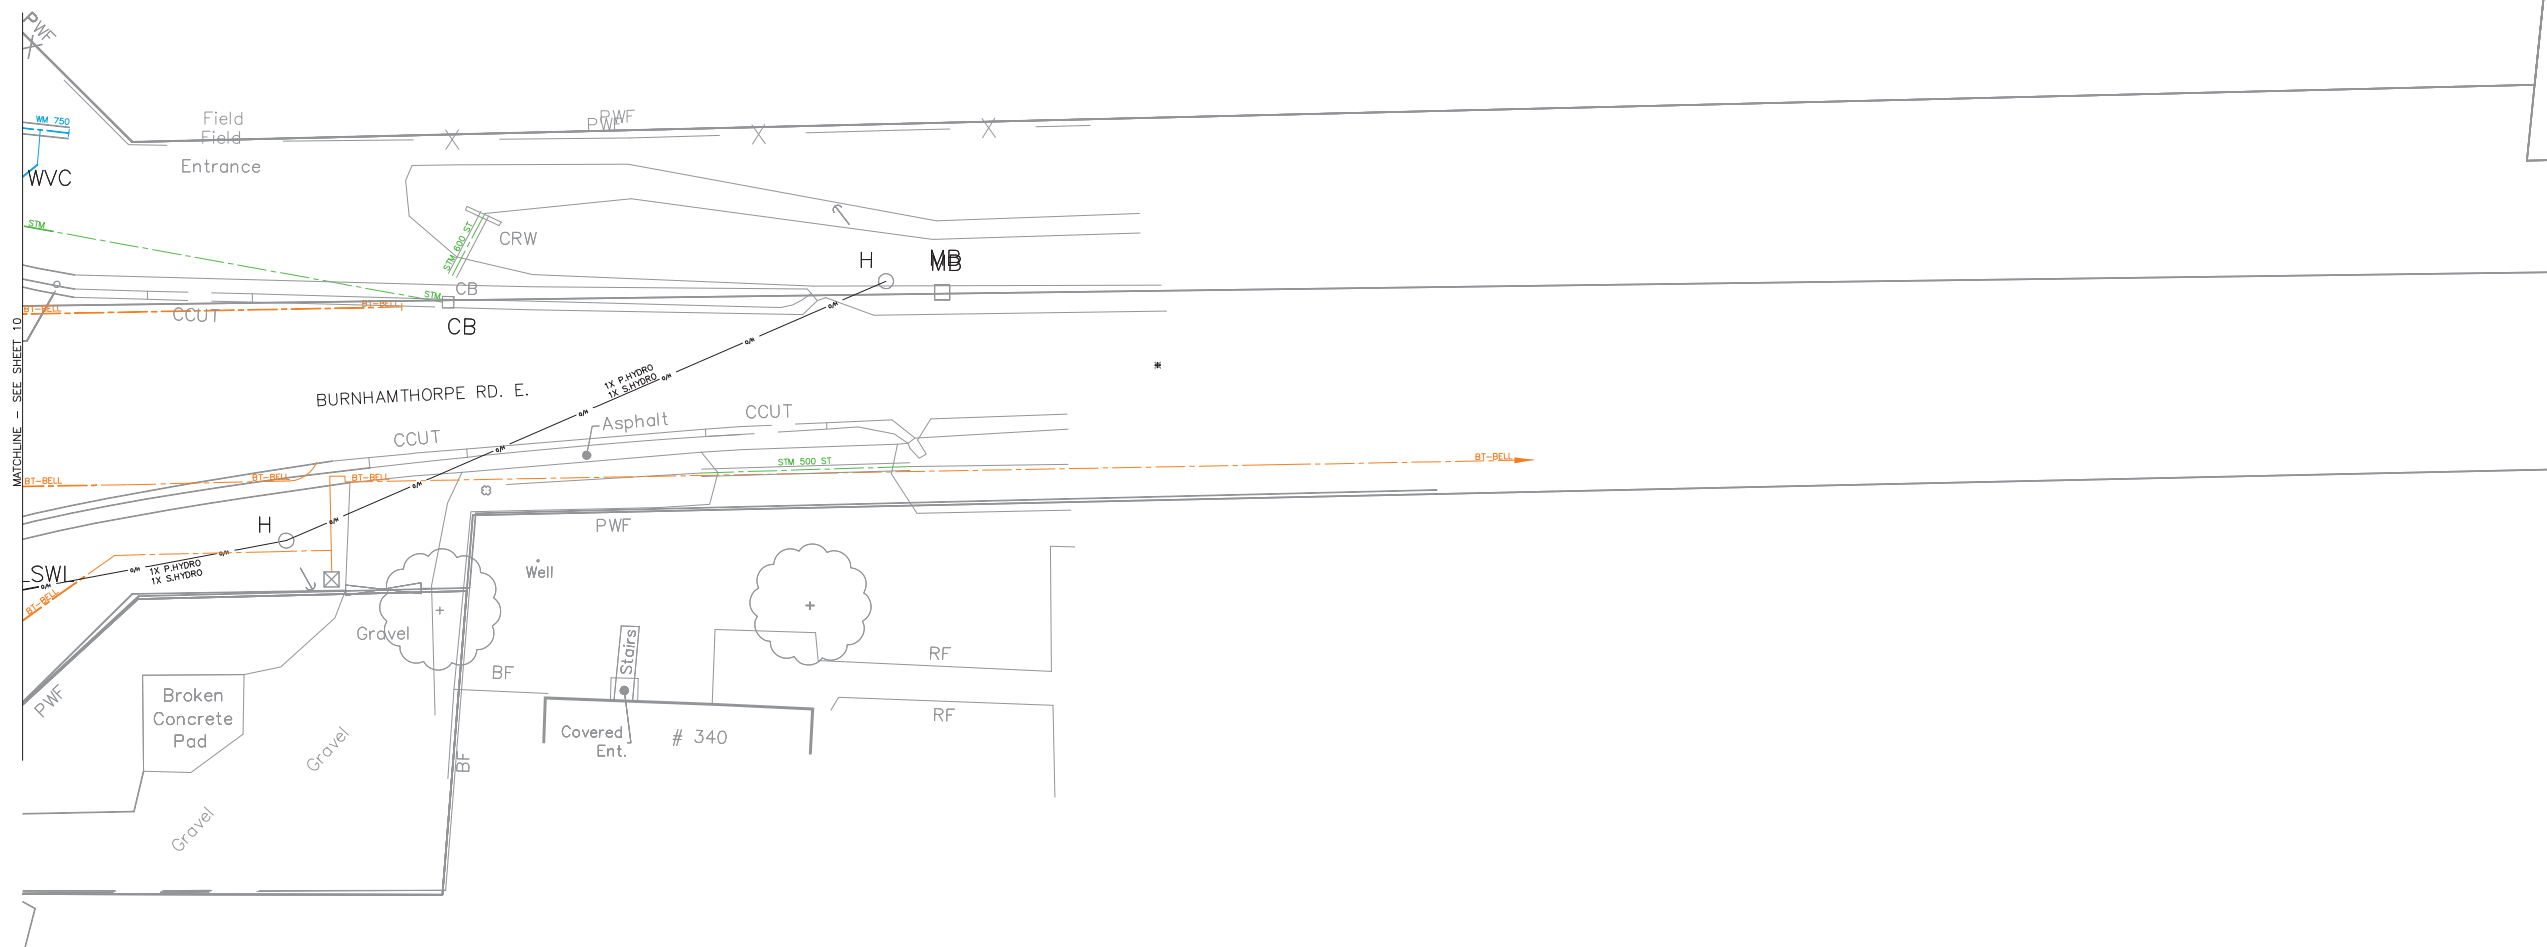 PWF
Field
Field
Entrance
PWF
PWF
WM 750
WVC
STM
STM 600 ST
CRW
H
MB
MB
CB
STM
BT-BELL
BT-BELL
CCUT
CB
O/H
O/H
MATCHLINE - SEE SHEET 10
1X P.HYDRO
1X S.HYDRO
O/H
BURNHAMTHORPE RD. E.
O/H
Asphalt
CCUT
CCUT
O/H
STM 500 ST
BT-BELL
BT-BELL
BT-BELL
BT-BELL
O/H
H
O/H
PWF
O/H
O/H
1X P.HYDRO
1X S.HYDRO
SWL
O/H
BT-BELL
Well
Gravel
Stairs
BF
RF
PWF
Broken
Concrete
Pad
RF
Covered
Ent.
# 340
Gravel
BF
Gravel